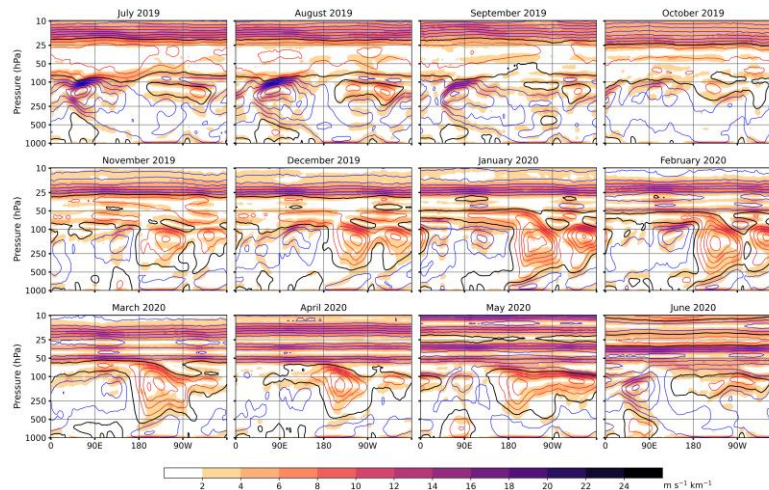 July 2019 August 2019 September 2019 October 2019
10
25
50
100
250
500
1000
Pressure (hPa)
November 2019 December 2019 January 2020 February 2020
10
25
50
100
250
500
1000
Pressure (hPa)
March 2020 April 2020 May 2020 June 2020
10
25
50
100
250
500
1000
Pressure (hPa)
0 90E 180 90W 0 90E 180 90W 0 90E 180 90W 0 90E 180 90W
2 4 6 8 10 12 14 16 18 20 22 24 m s⁻¹ km⁻¹